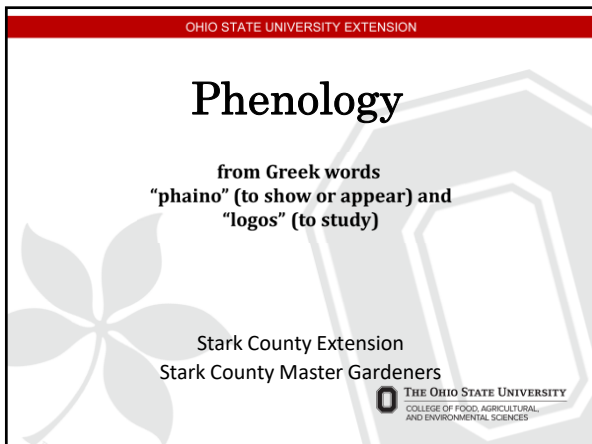 OHIO STATE UNIVERSITY EXTENSION
Phenology
from Greek words
“phaino” (to show or appear) and
“logos” (to study)
Stark County Extension
Stark County Master Gardeners
THE OHIO STATE UNIVERSITY
COLLEGE OF FOOD, AGRICULTURAL,
AND ENVIRONMENTAL SCIENCES